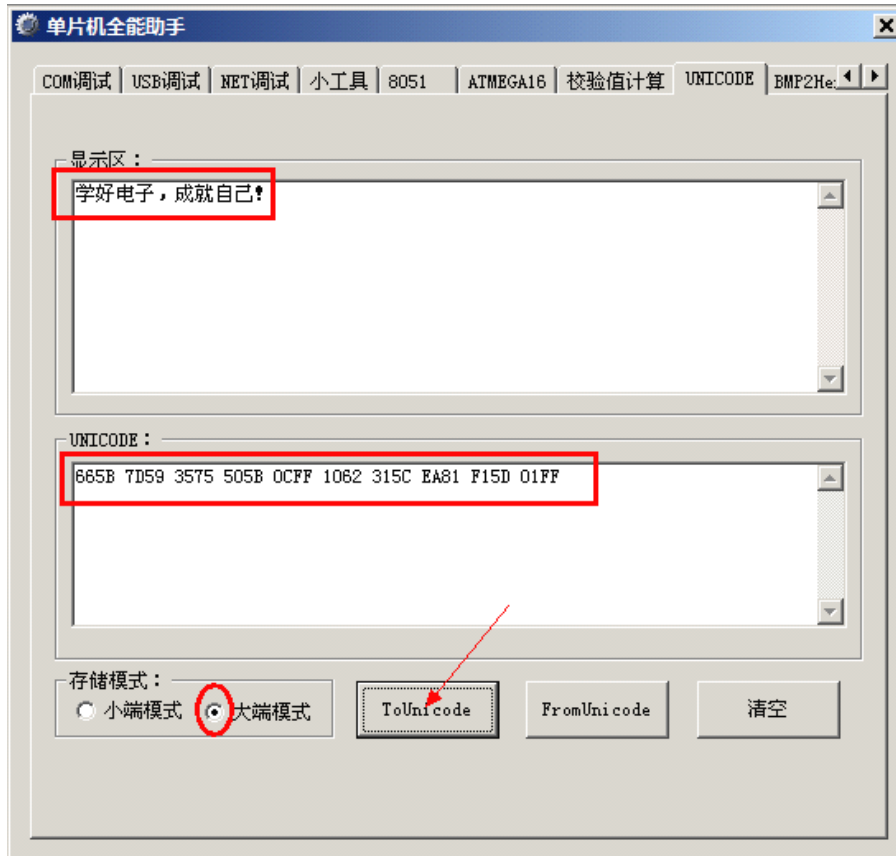 单片机全能助手
COM调试 USB调试 NET调试 小工具 8051 ATMEGA16 校验值计算 UNICODE BMP2He
显示区：
学好电子，成就自己！
UNICODE：
665B 7D59 3575 505B 0CFF 1062 315C EA81 F15D 01FF
存储模式：
小端模式 大端模式 ToUnicode FromUnicode 清空